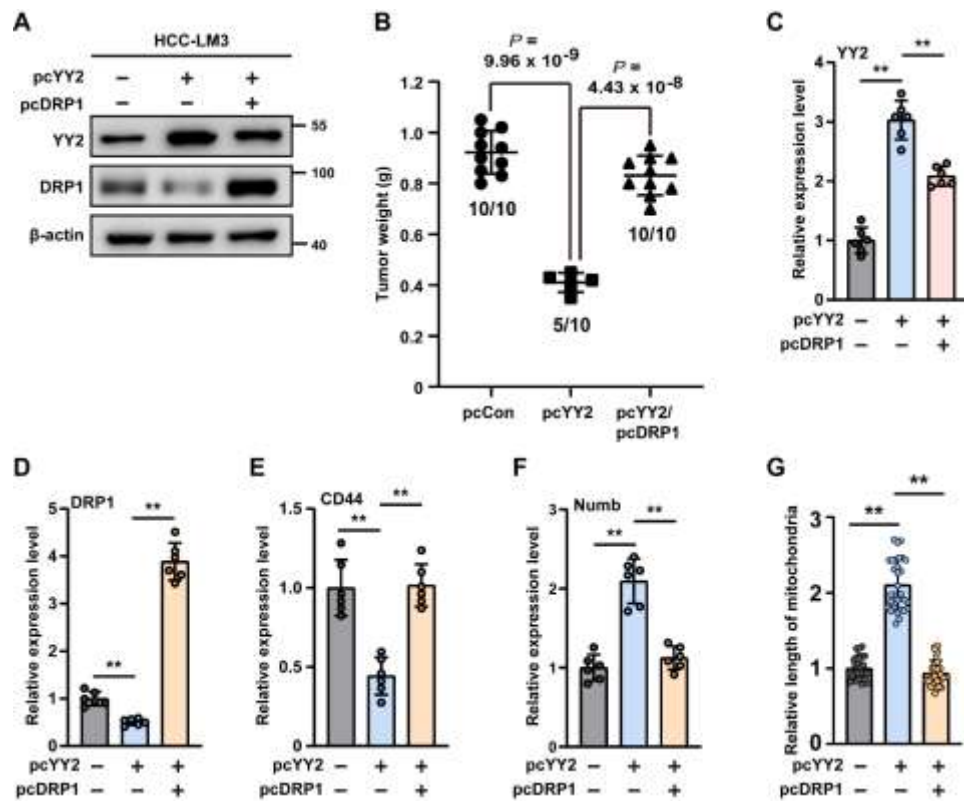 A
HCC-LM3
pcYY2 – + +
pcDRP1 – – +
YY2
55
DRP1
100
β-actin
40
B
P =
9.96 x 10-9
P =
4.43 x 10-8
Tumor weight (g)
1.2
1.0
0.8
0.6
0.4
0.2
0
10/10
5/10
10/10
pcCon
pcYY2
pcYY2/
pcDRP1
C
YY2
**
**
Relative expression level
4
3
2
1
0
pcYY2 – + +
pcDRP1 – – +
D
DRP1
**
**
Relative expression level
5
4
3
2
1
0
pcYY2 – + +
pcDRP1 – – +
E
CD44
**
**
Relative expression level
1.5
1.0
0.5
0
pcYY2 – + +
pcDRP1 – – +
F
Numb
**
**
Relative expression level
3
2
1
0
pcYY2 – + +
pcDRP1 – – +
G
**
**
Relative length of mitochondria
3
2
1
0
pcYY2 – + +
pcDRP1 – – +